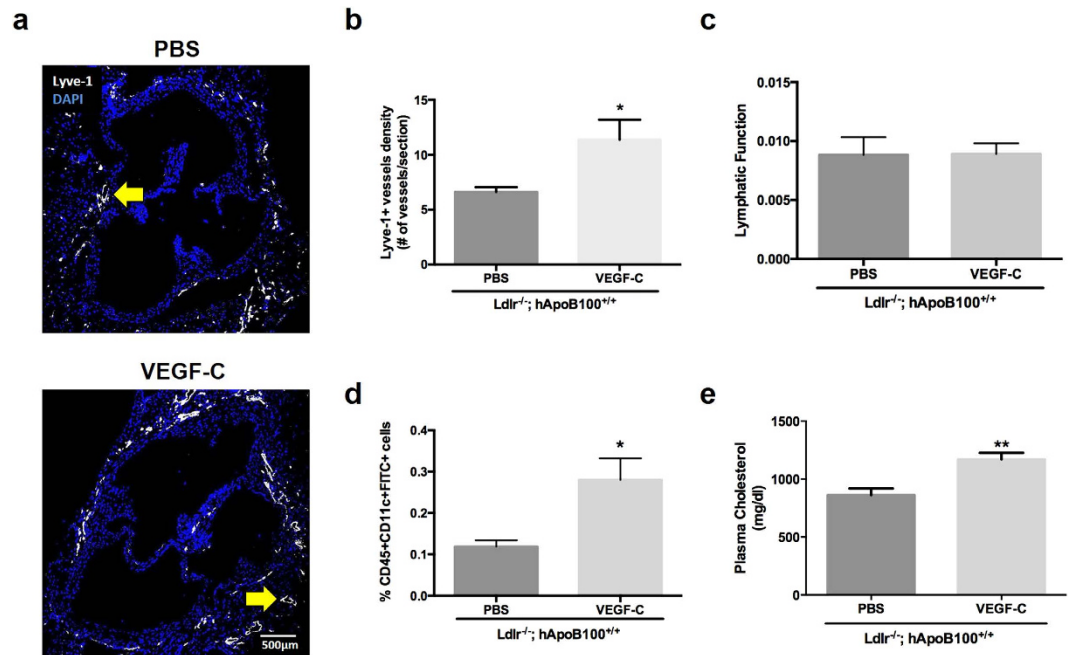 a
PBS
Lyve-1
DAPI
VEGF-C
500μm
b
Lyve-1+ vessels density
(# of vessels/section)
15
10
5
0
*
PBS
VEGF-C
Ldlr-/-; hApoB100+/+
c
Lymphatic Function
0.015
0.010
0.005
0.000
PBS
VEGF-C
Ldlr-/-; hApoB100+/+
d
% CD45+CD11c+FITC+ cells
0.4
0.3
0.2
0.1
0.0
*
PBS
VEGF-C
Ldlr-/-; hApoB100+/+
e
Plasma Cholesterol
(mg/dl)
1500
1000
500
0
**
PBS
VEGF-C
Ldlr-/-; hApoB100+/+